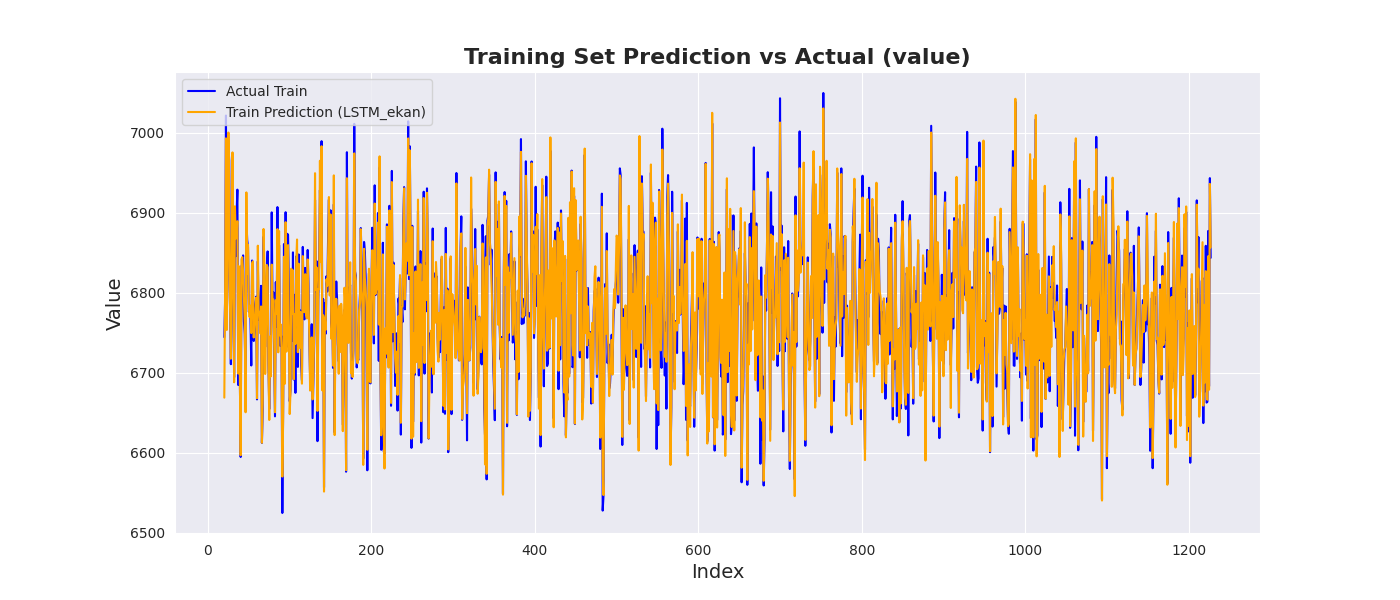 Training Set Prediction vs Actual (value)
Actual Train
Train Prediction (LSTM_ekan)
Value
7000
6900
6800
6700
6600
6500
0 200 400 600 800 1000 1200
Index